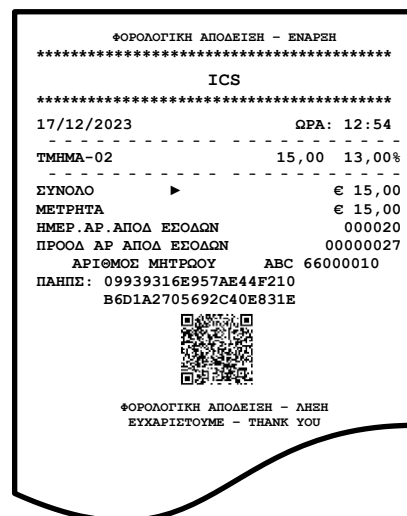 ΦΟΡΟΛΟΓΙΚΗ ΑΠΟΔΕΙΞΗ – ΕΝΑΡΞΗ
******************************************
ICS
******************************************
17/12/2023 ΩΡΑ: 12:54
- - - - - - - - - - - - - - - - - - - - -
ΤΜΗΜΑ-02 15,00 13,00%
- - - - - - - - - - - - - - - - - - - - -
ΣΥΝΟΛΟ ► € 15,00
ΜΕΤΡΗΤΑ € 15,00
ΗΜΕΡ.ΑΡ.ΑΠΟΔ ΕΣΟΔΩΝ 000020
ΠΡΟΟΔ ΑΡ ΑΠΟΔ ΕΣΟΔΩΝ 00000027
ΑΡΙΘΜΟΣ ΜΗΤΡΩΟΥ ABC 66000010
ΠΑΗΠΣ: 09939316E957AE44F210
B6D1A2705692C40E831E
ΦΟΡΟΛΟΓΙΚΗ ΑΠΟΔΕΙΞΗ – ΛΗΞΗ
ΕΥΧΑΡΙΣΤΟΥΜΕ – THANK YOU